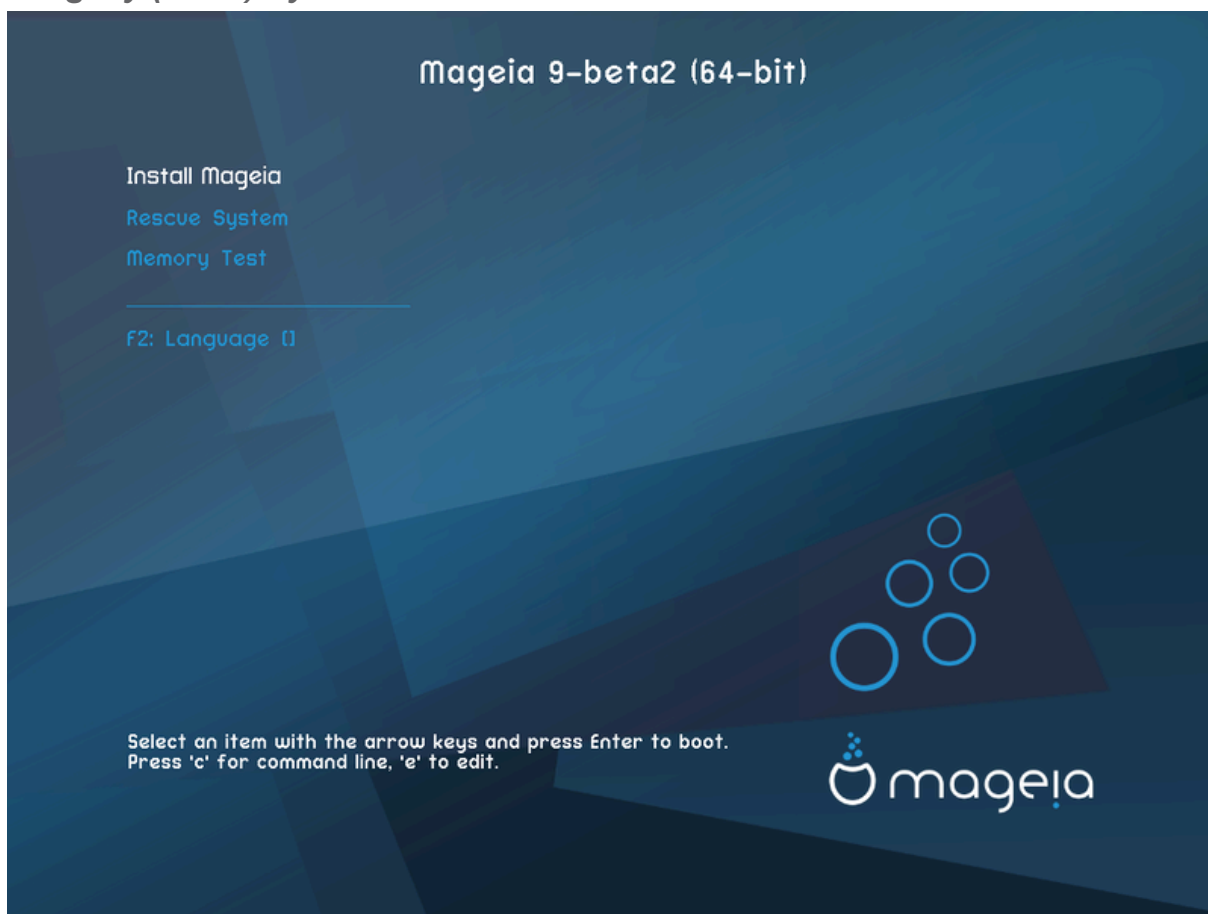 Mageia 9-beta2 (64-bit)
Install Mageia
Rescue System
Memory Test
F2: Language []
Select an item with the arrow keys and press Enter to boot.
Press 'c' for command line, 'e' to edit.
mageia